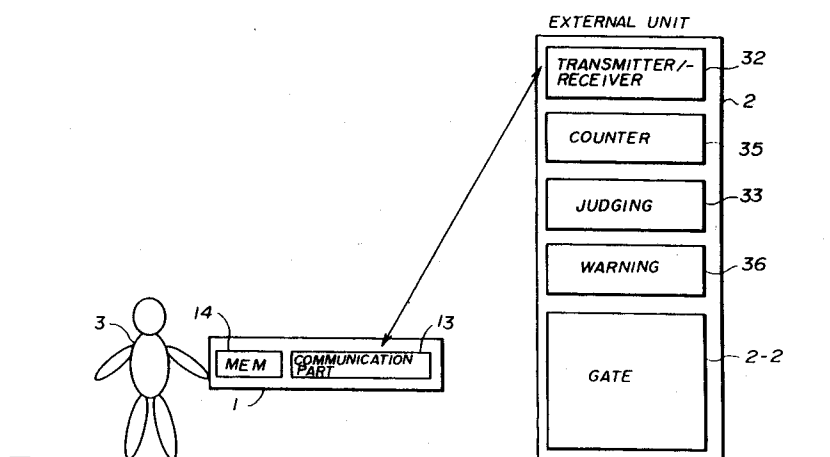 EXTERNAL UNIT
TRANSMITTER/-
RECEIVER
32
2
COUNTER
35
JUDGING
33
WARNING
36
3
14
13
MEM
COMMUNICATION
PART
1
GATE
2-2